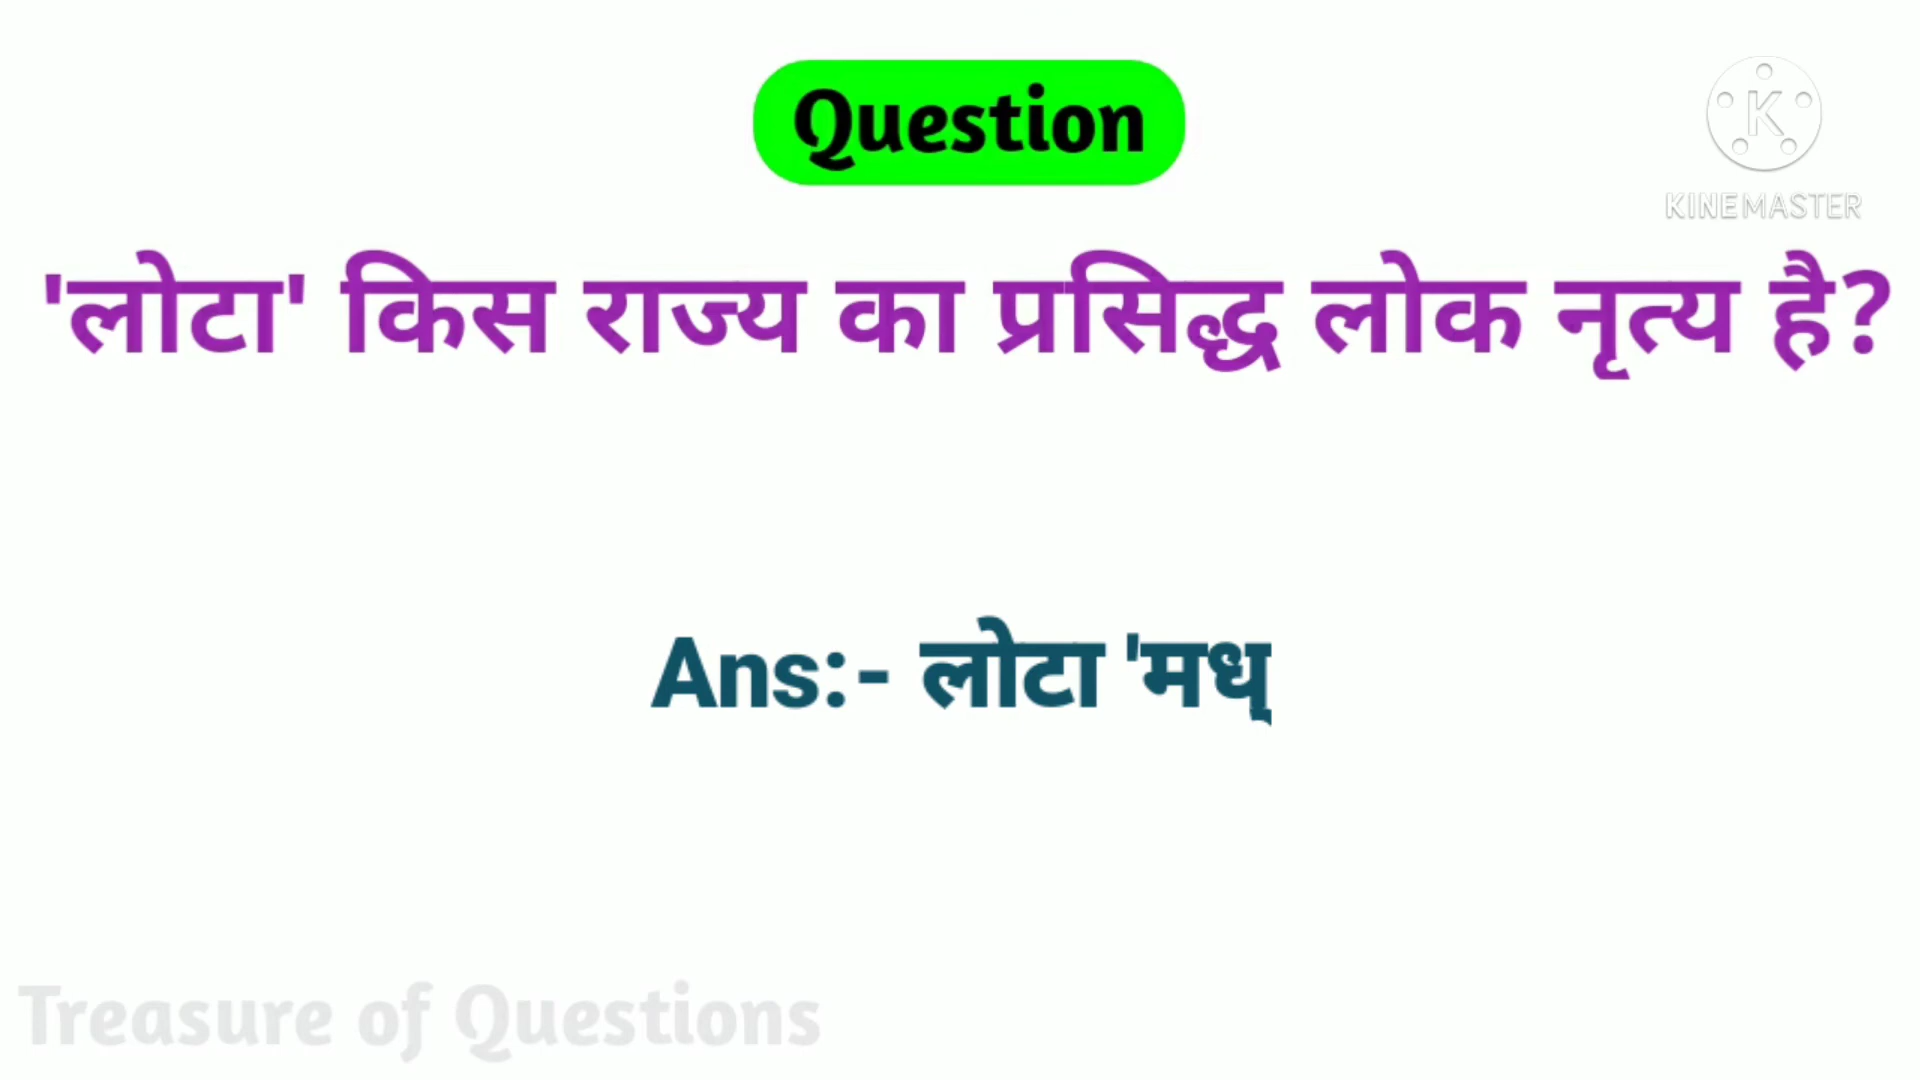 Question
K
KINEMASTER
'लोटा' किस राज्य का प्रसिद्ध लोक नृत्य है?
Ans:- लोटा 'मध्
Treasure of Questions